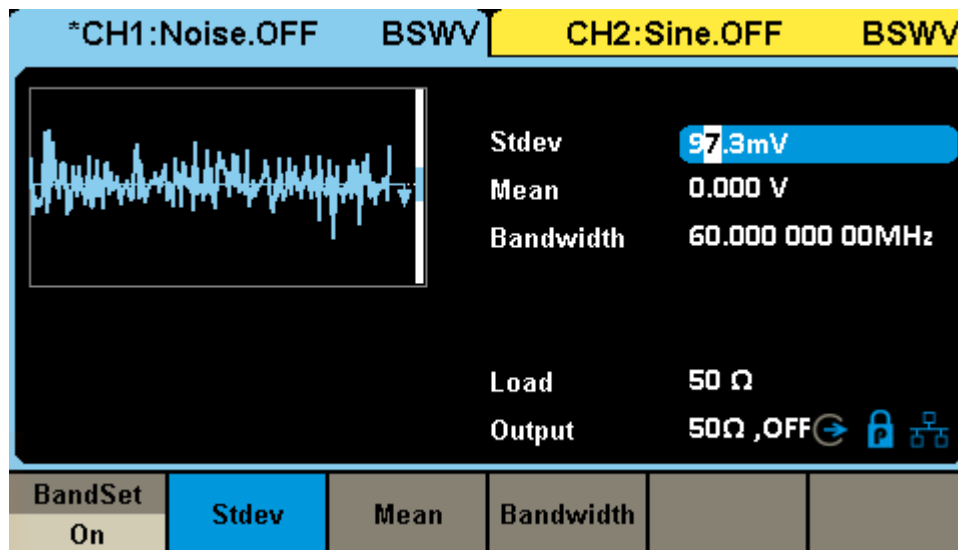 *CH1:Noise.OFF BSWV CH2:Sine.OFF BSWV
Stdev 97.3mV
Mean 0.000 V
Bandwidth 60.000 000 00MHz
Load 50 Ω
Output 50Ω ,OFF P
BandSet
On
Stdev Mean Bandwidth